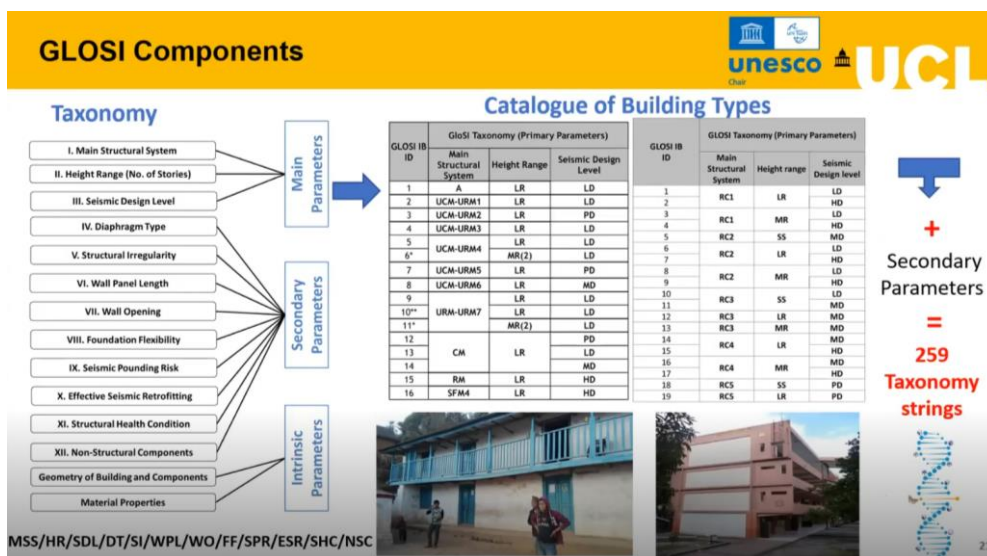 GLOSI Components
unesco
Chair
UCL
Taxonomy
I. Main Structural System
II. Height Range (No. of Stories)
III. Seismic Design Level
IV. Diaphragm Type
V. Structural Irregularity
VI. Wall Panel Length
VII. Wall Opening
VIII. Foundation Flexibility
IX. Seismic Pounding Risk
X. Effective Seismic Retrofitting
XI. Structural Health Condition
XII. Non-Structural Components
Geometry of Building and Components
Material Properties
Main
Parameters
Secondary
Parameters
Intrinsic
Parameters
MSS/HR/SDL/DT/SI/WPL/WO/FF/SPR/ESR/SHC/NSC
Catalogue of Building Types
GLOSI IB ID GloSI Taxonomy (Primary Parameters)
Main Structural System Height Range Seismic Design Level
1 A LR LD
2 UCM-URM1 LR LD
3 UCM-URM2 LR PD
4 UCM-URM3 LR LD
5 UCM-URM4 LR LD
6* MR(2) LD
7 UCM-URM5 LR PD
8 UCM-URM6 LR MD
9 URM-URM7 LR LD
10** LR LD
11* MR(2) LD
12 CM LR PD
13 LD
14 MD
15 RM LR HD
16 SFM4 LR HD
GLOSI IB ID GLOSI Taxonomy (Primary Parameters)
Main Structural System Height range Seismic Design level
1 RC1 LR LD
2 HD
3 RC1 MR LD
4 HD
5 RC2 SS MD
6 RC2 LR LD
7 HD
8 RC2 MR LD
9 HD
10 RC3 SS LD
11 MD
12 RC3 LR MD
13 RC3 MR MD
14 RC4 LR MD
15 HD
16 RC4 MR MD
17 HD
18 RC5 SS PD
19 RC5 LR PD
+
Secondary
Parameters
=
259
Taxonomy
strings